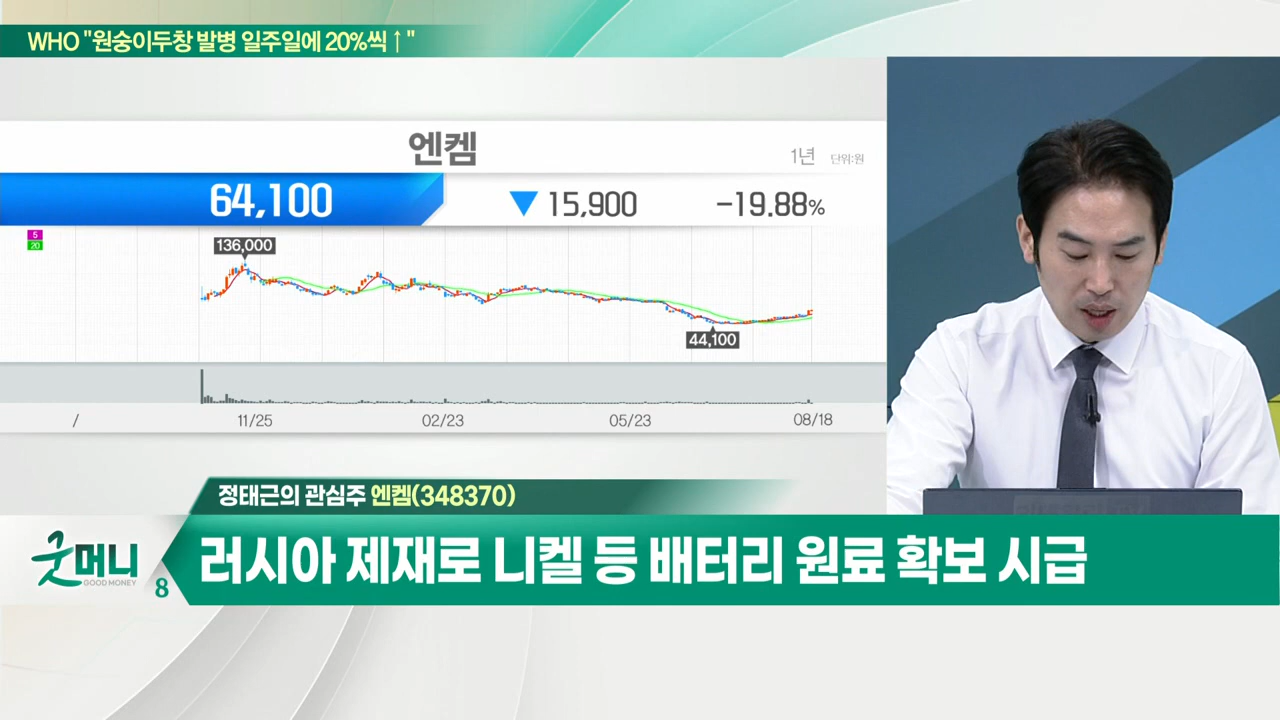 WHO "원숭이두창 발병 일주일에 20%씩↑"
엔켐
1년 단위:원
64,100 ▼ 15,900 -19.88%
5
20
136,000
44,100
/ 11/25 02/23 05/23 08/18
정태근의 관심주 엔켐(348370)
굿머니
GOOD MONEY
8
러시아 제재로 니켈 등 배터리 원료 확보 시급